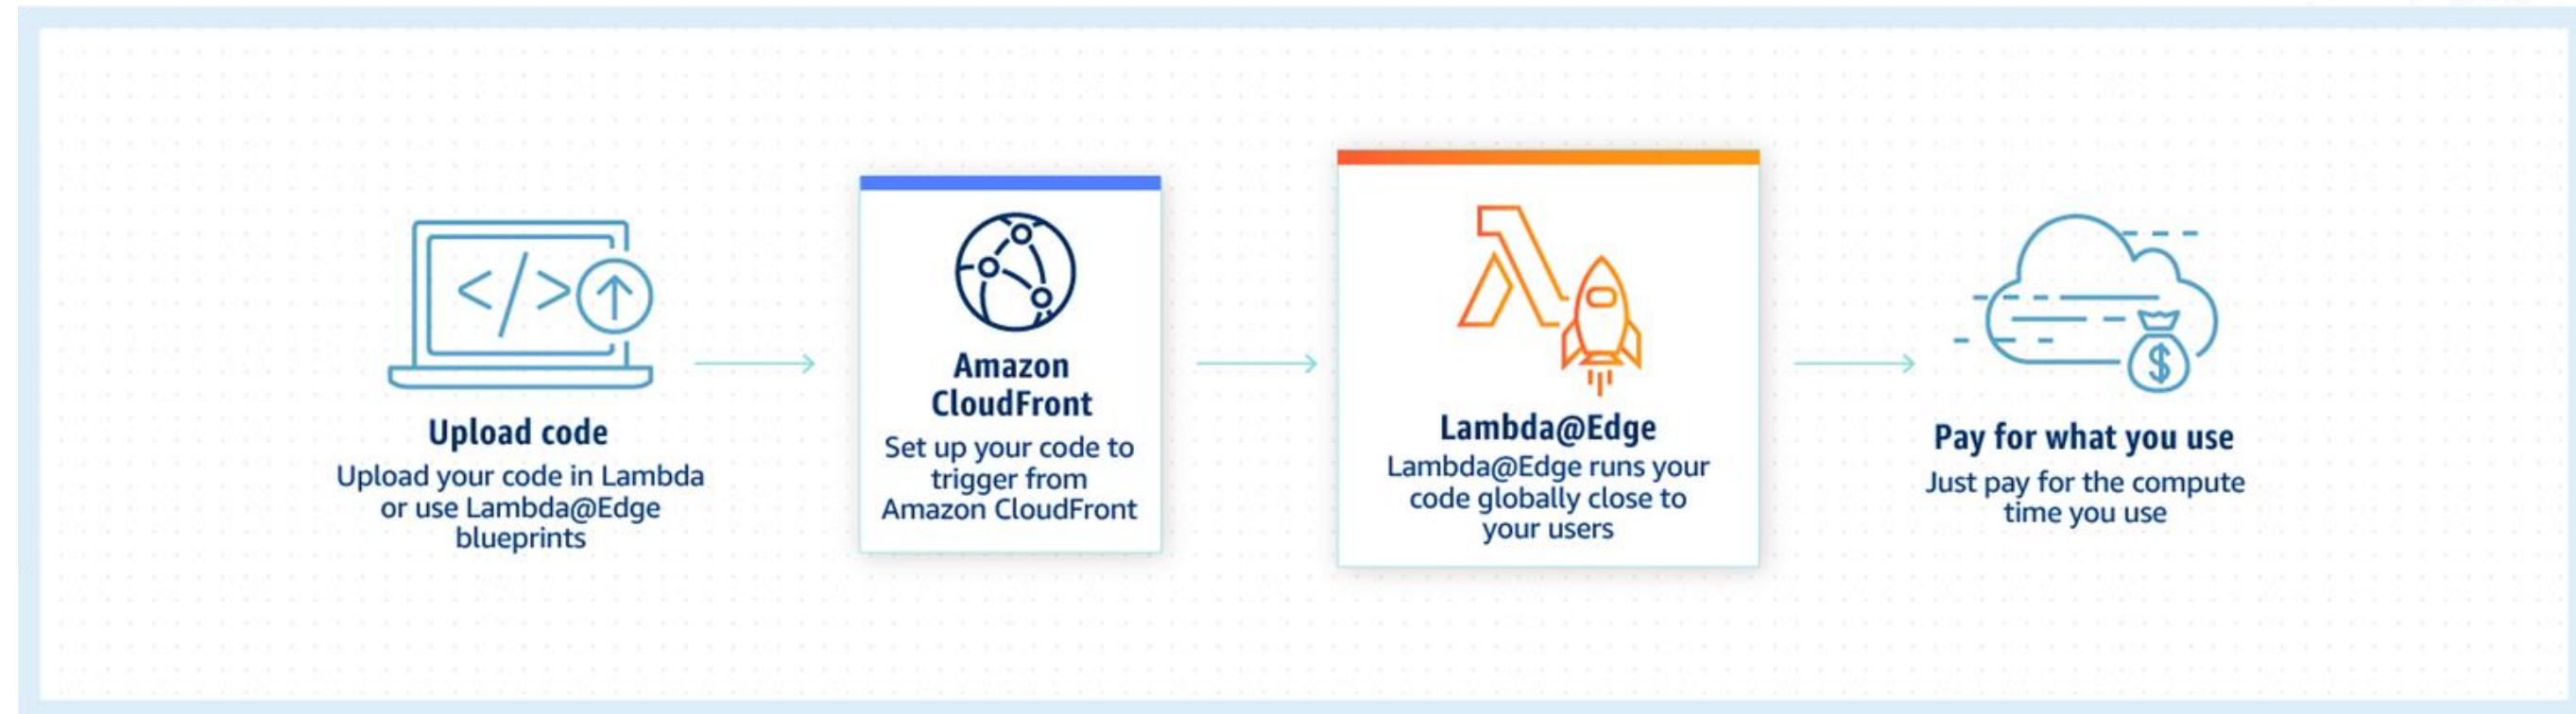 Upload code
Upload your code in Lambda
or use Lambda@Edge
blueprints
Amazon
CloudFront
Set up your code to
trigger from
Amazon CloudFront
Lambda@Edge
Lambda@Edge runs your
code globally close to
your users
Pay for what you use
Just pay for the compute
time you use